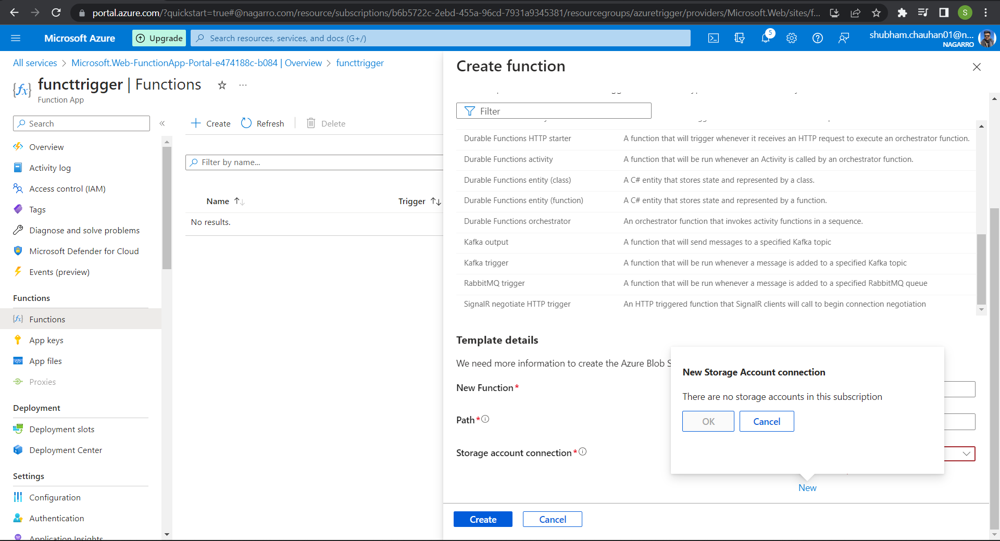 portal.azure.com/?quickstart=true#@nagarro.com/resource/subscriptions/b6b5722c-2ebd-455a-96cd-7931a9345381/resourcegroups/azuretrigger/providers/Microsoft.Web/sites/f...
S
Microsoft Azure
Upgrade
Search resources, services, and docs (G+/)
5
shubham.chauhan01@n...
NAGARRO
All services > Microsoft.Web-FunctionApp-Portal-e474188c-b084 | Overview > functtrigger
functtrigger | Functions
...
Function App
Search
«
Overview
Activity log
Access control (IAM)
Tags
Diagnose and solve problems
Microsoft Defender for Cloud
Events (preview)
Functions
Functions
App keys
App files
Proxies
Deployment
Deployment slots
Deployment Center
Settings
Configuration
Authentication
Application Insights
Create
Refresh
Delete
Filter by name...
Name
Trigger
No results.
Create function
Filter
Durable Functions HTTP starter A function that will trigger whenever it receives an HTTP request to execute an orchestrator function.
Durable Functions activity A function that will be run whenever an Activity is called by an orchestrator function.
Durable Functions entity (class) A C# entity that stores state and represented by a class.
Durable Functions entity (function) A C# entity that stores state and represented by a function.
Durable Functions orchestrator An orchestrator function that invokes activity functions in a sequence.
Kafka output A function that will send messages to a specified Kafka topic
Kafka trigger A function that will be run whenever a message is added to a specified Kafka topic
RabbitMQ trigger A function that will be run whenever a message is added to a specified RabbitMQ queue
SignalR negotiate HTTP trigger An HTTP triggered function that SignalR clients will call to begin connection negotiation
Template details
We need more information to create the Azure Blob S
New Function*
Path*
Storage account connection*
New Storage Account connection
There are no storage accounts in this subscription
OK
Cancel
New
Create
Cancel